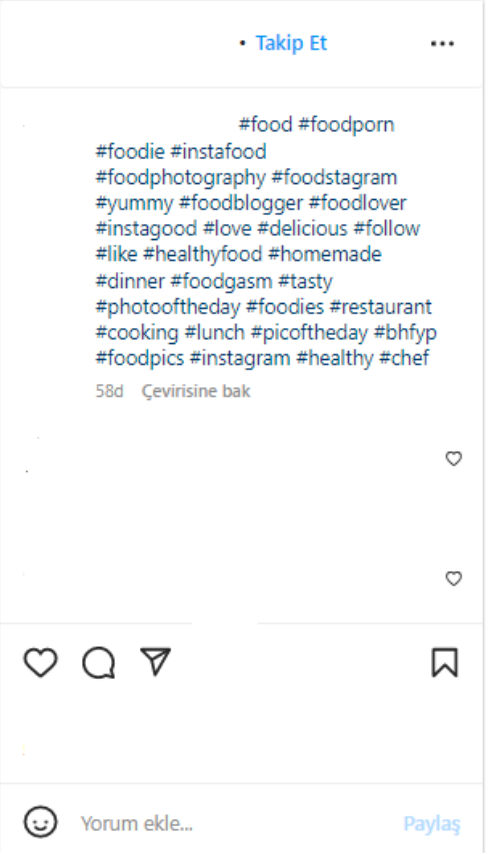 • Takip Et
#food #foodporn
#foodie #instafood
#foodphotography #foodstagram
#yummy #foodblogger #foodlover
#instagood #love #delicious #follow
#like #healthyfood #homemade
#dinner #foodgasm #tasty
#photooftheday #foodies #restaurant
#cooking #lunch #picoftheday #bhfyp
#foodpics #instagram #healthy #chef
58d Çevirisine bak
Yorum ekle... Paylaş